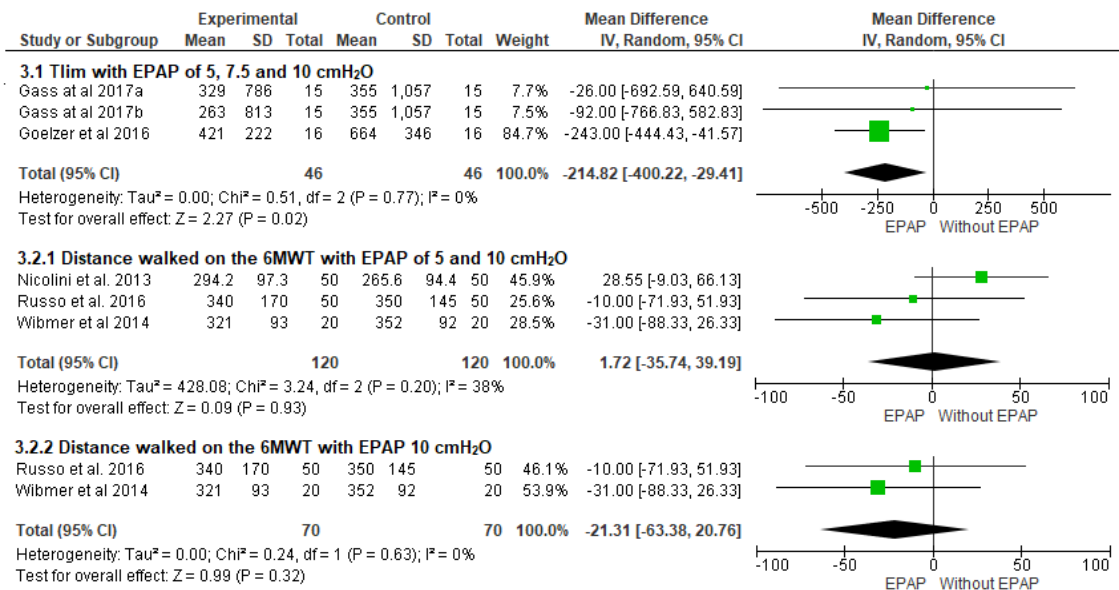 Experimental Control Mean Difference Mean Difference
Study or Subgroup Mean SD Total Mean SD Total Weight IV, Random, 95% CI IV, Random, 95% CI
3.1 Tlim with EPAP of 5, 7.5 and 10 cmH₂O
Gass at al 2017a 329 786 15 355 1,057 15 7.7% -26.00 [-692.59, 640.59]
Gass at al 2017b 263 813 15 355 1,057 15 7.5% -92.00 [-766.83, 582.83]
Goelzer et al 2016 421 222 16 664 346 16 84.7% -243.00 [-444.43, -41.57]
Total (95% CI) 46 46 100.0% -214.82 [-400.22, -29.41]
Heterogeneity: Tau² = 0.00; Chi² = 0.51, df = 2 (P = 0.77); I² = 0%
Test for overall effect: Z = 2.27 (P = 0.02)
-500 -250 0 250 500
EPAP Without EPAP
3.2.1 Distance walked on the 6MWT with EPAP of 5 and 10 cmH₂O
Nicolini et al. 2013 294.2 97.3 50 265.6 94.4 50 45.9% 28.55 [-9.03, 66.13]
Russo et al. 2016 340 170 50 350 145 50 25.6% -10.00 [-71.93, 51.93]
Wibmer et al 2014 321 93 20 352 92 20 28.5% -31.00 [-88.33, 26.33]
Total (95% CI) 120 120 100.0% 1.72 [-35.74, 39.19]
Heterogeneity: Tau² = 428.08; Chi² = 3.24, df = 2 (P = 0.20); I² = 38%
Test for overall effect: Z = 0.09 (P = 0.93)
-100 -50 0 50 100
EPAP Without EPAP
3.2.2 Distance walked on the 6MWT with EPAP 10 cmH₂O
Russo et al. 2016 340 170 50 350 145 50 46.1% -10.00 [-71.93, 51.93]
Wibmer et al 2014 321 93 20 352 92 20 53.9% -31.00 [-88.33, 26.33]
Total (95% CI) 70 70 100.0% -21.31 [-63.38, 20.76]
Heterogeneity: Tau² = 0.00; Chi² = 0.24, df = 1 (P = 0.63); I² = 0%
Test for overall effect: Z = 0.99 (P = 0.32)
-100 -50 0 50 100
EPAP Without EPAP